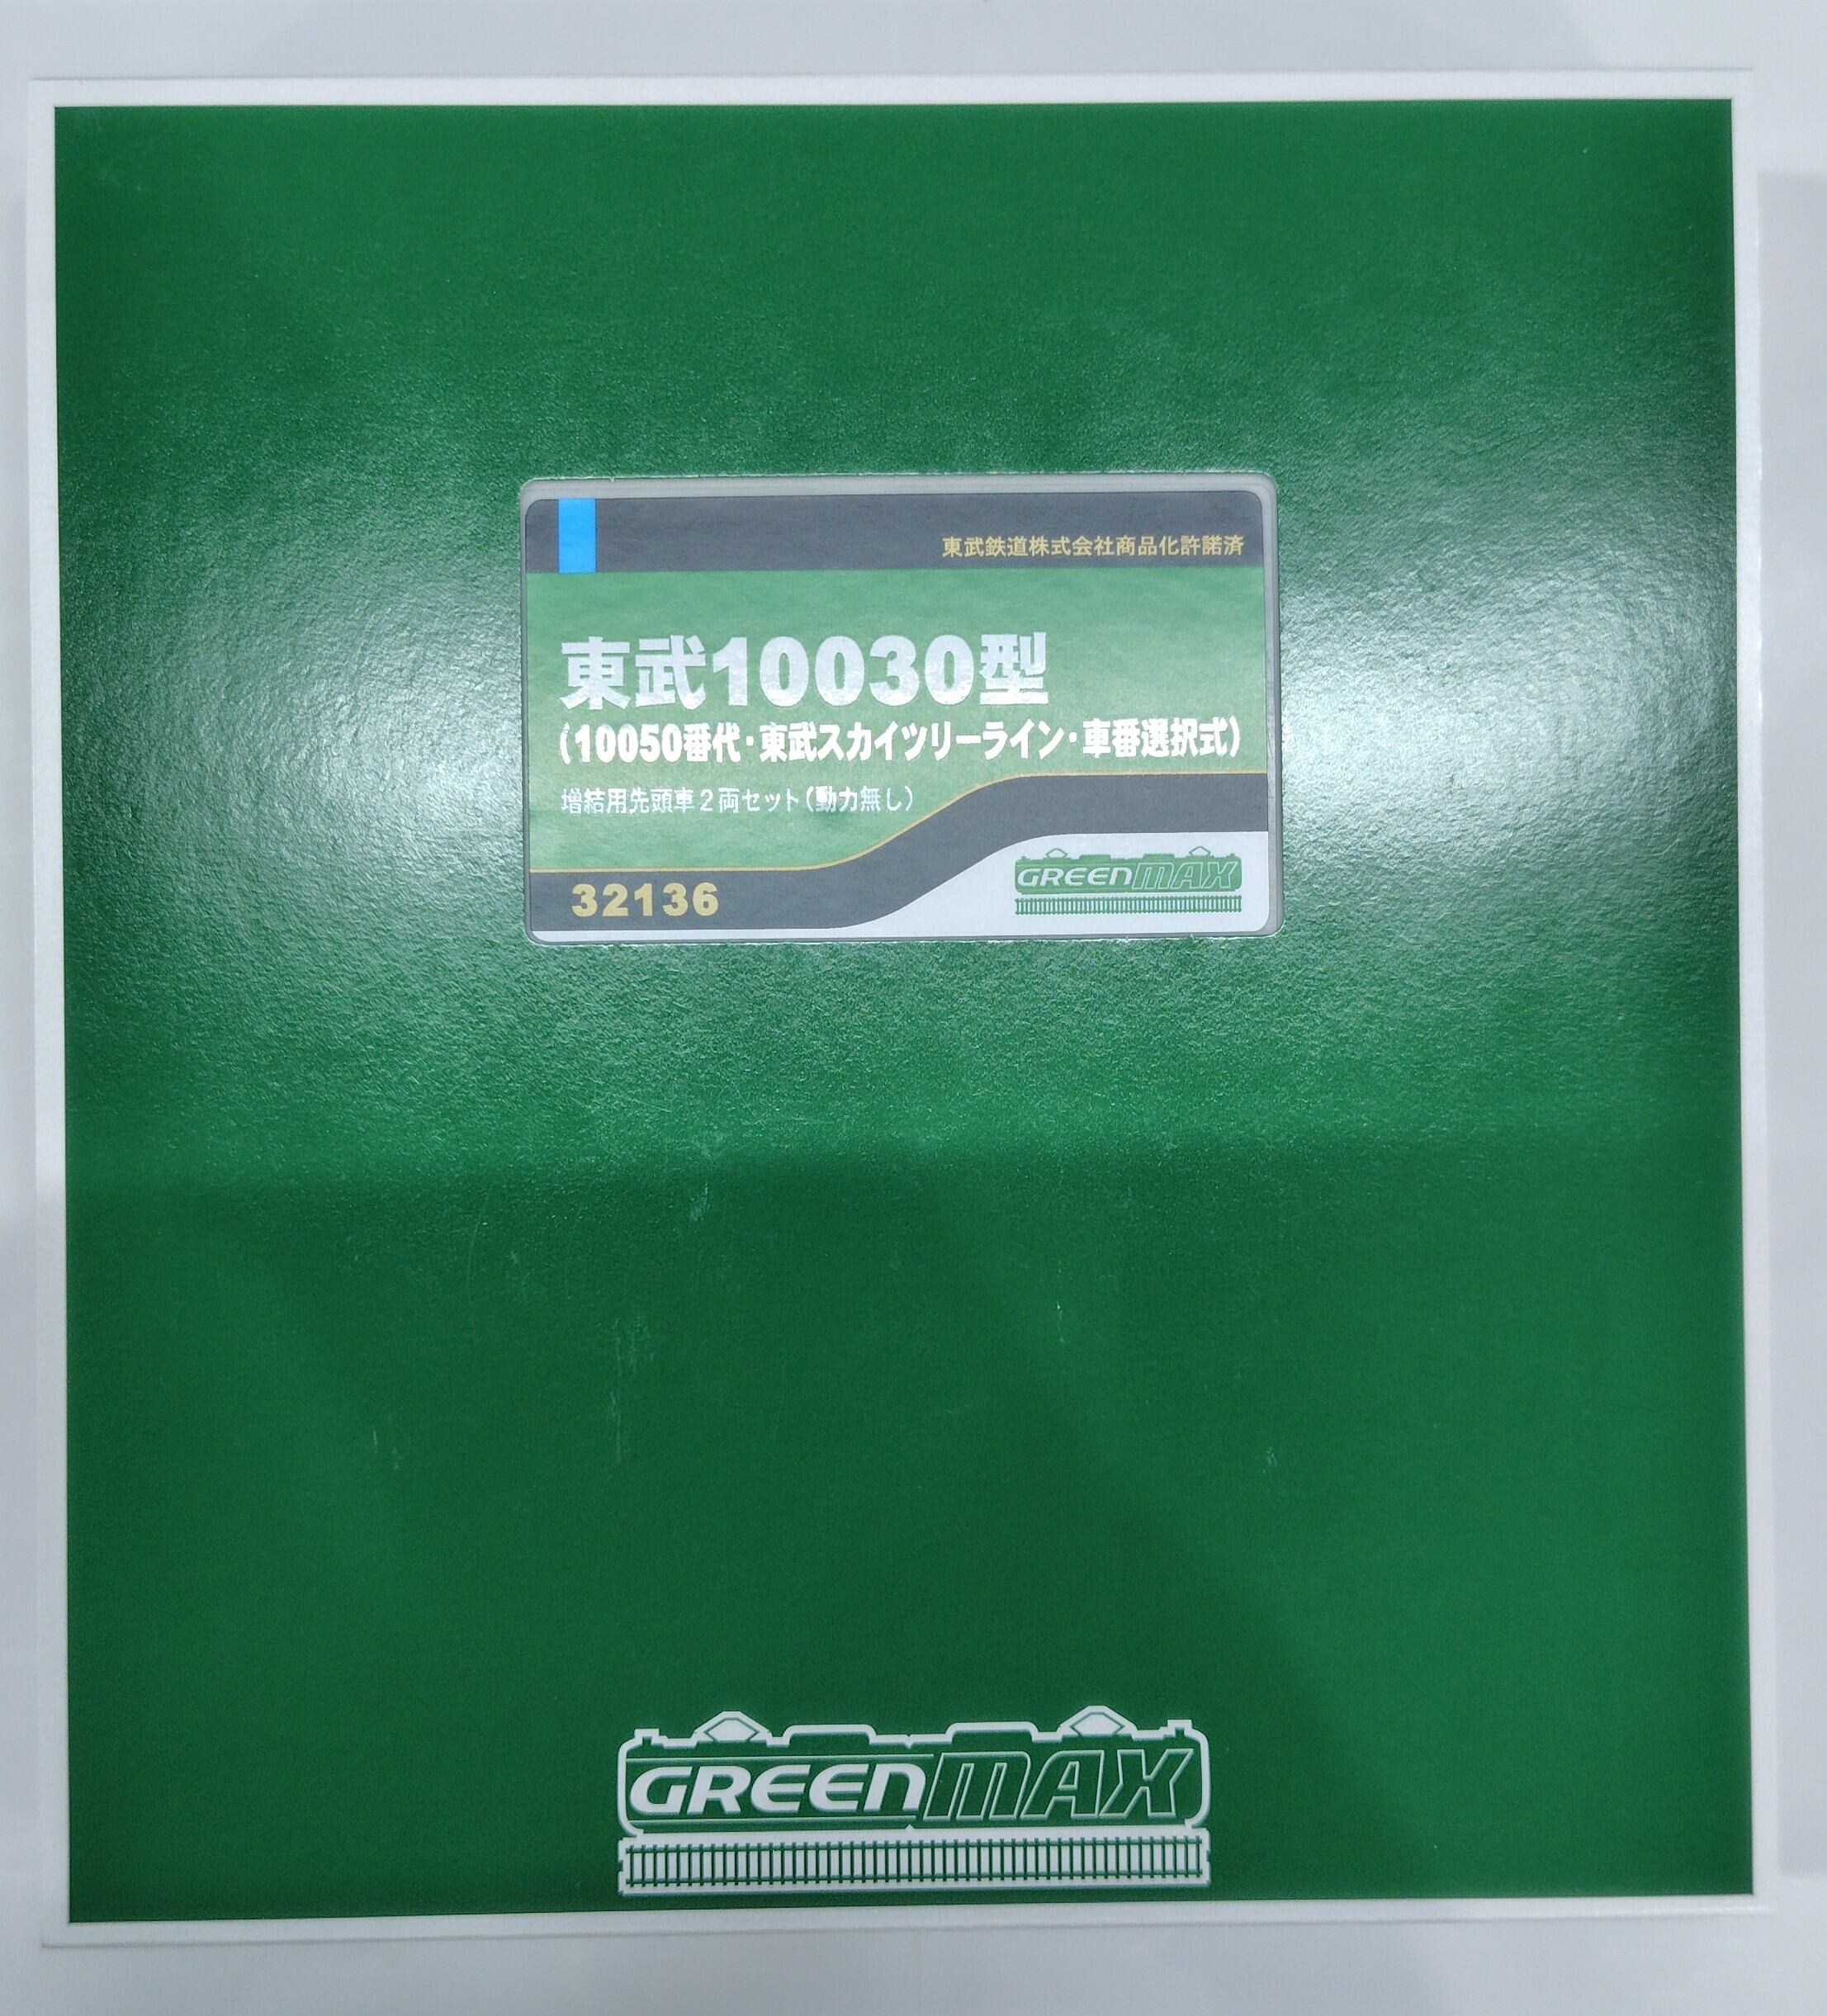 東武鉄道株式会社商品化許諾済
東武10030型
(10050番代・東武スカイツリーライン・車番選択式)
増結用先頭車2両セット(動力無し)
32136
GREENMAX
GREENMAX